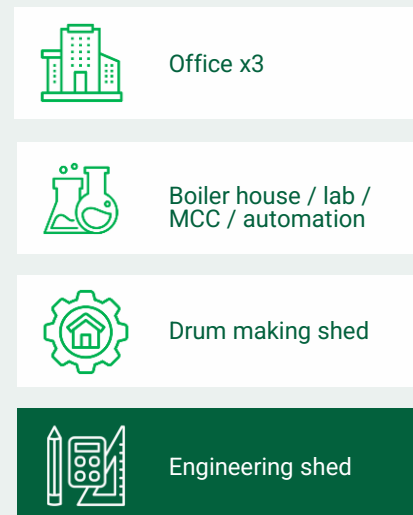 Office x3
Boiler house / lab /
MCC / automation
Drum making shed
Engineering shed